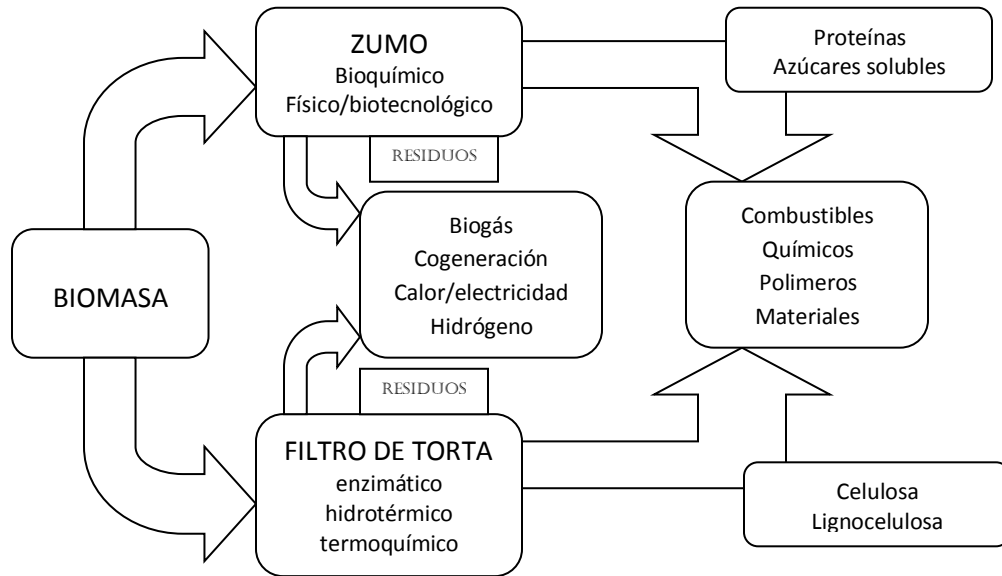 ZUMO
Bioquímico
Físico/biotecnológico
Proteínas
Azúcares solubles
RESIDUOS
Biogás
Cogeneración
Calor/electricidad
Hidrógeno
Combustibles
Químicos
Polimeros
Materiales
BIOMASA
RESIDUOS
FILTRO DE TORTA
enzimático
hidrotérmico
termoquímico
Celulosa
Lignocelulosa